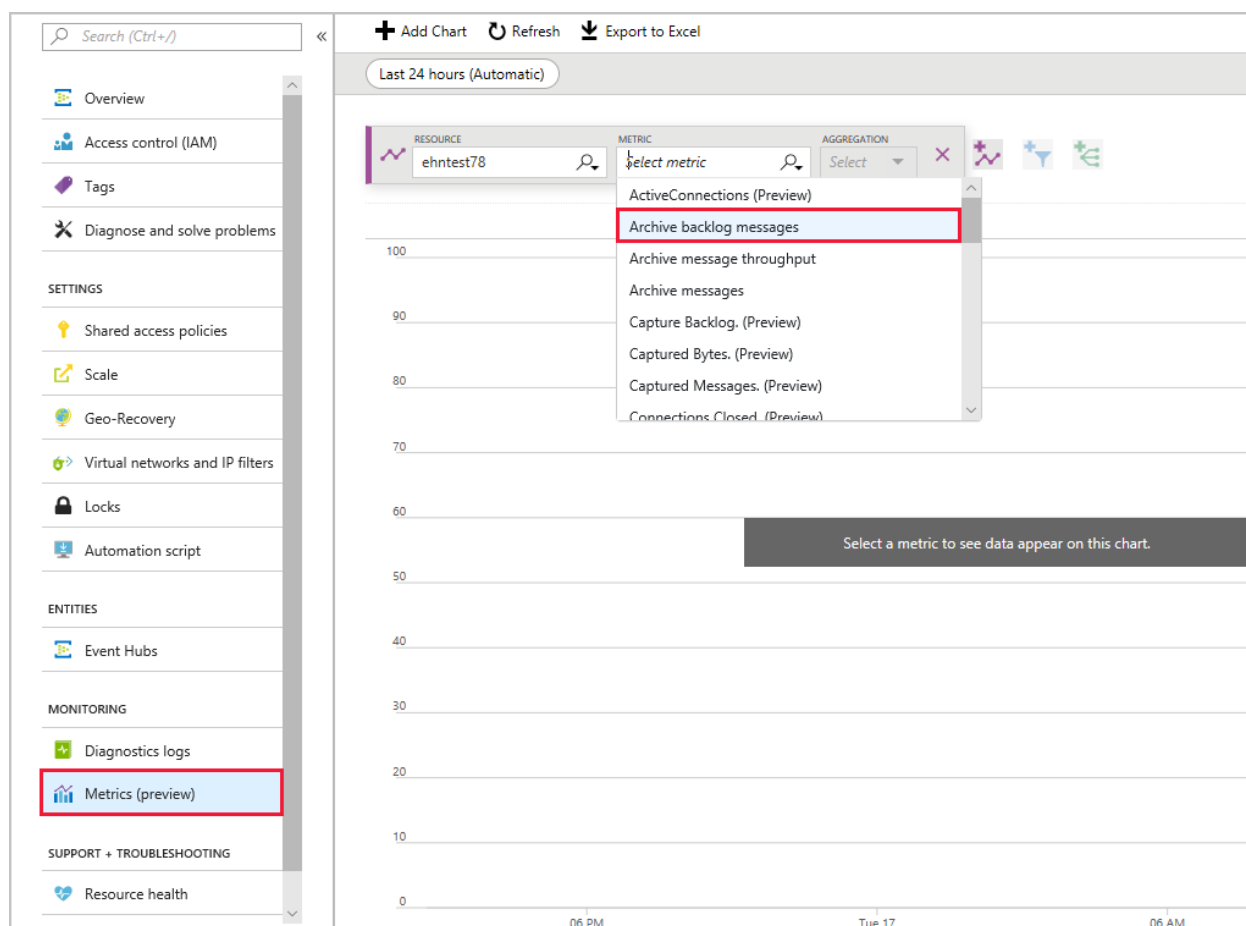 Search (Ctrl+/)
«
Overview
Access control (IAM)
Tags
Diagnose and solve problems
SETTINGS
Shared access policies
Scale
Geo-Recovery
Virtual networks and IP filters
Locks
Automation script
ENTITIES
Event Hubs
MONITORING
Diagnostics logs
Metrics (preview)
SUPPORT + TROUBLESHOOTING
Resource health
Add Chart Refresh Export to Excel
Last 24 hours (Automatic)
RESOURCE METRIC AGGREGATION
ehntest78 Select metric Select
ActiveConnections (Preview)
Archive backlog messages
Archive message throughput
Archive messages
Capture Backlog. (Preview)
Captured Bytes. (Preview)
Captured Messages. (Preview)
Connections Closed. (Preview)
100
90
80
70
60
Select a metric to see data appear on this chart.
50
40
30
20
10
0
06 PM Tue 17 06 AM